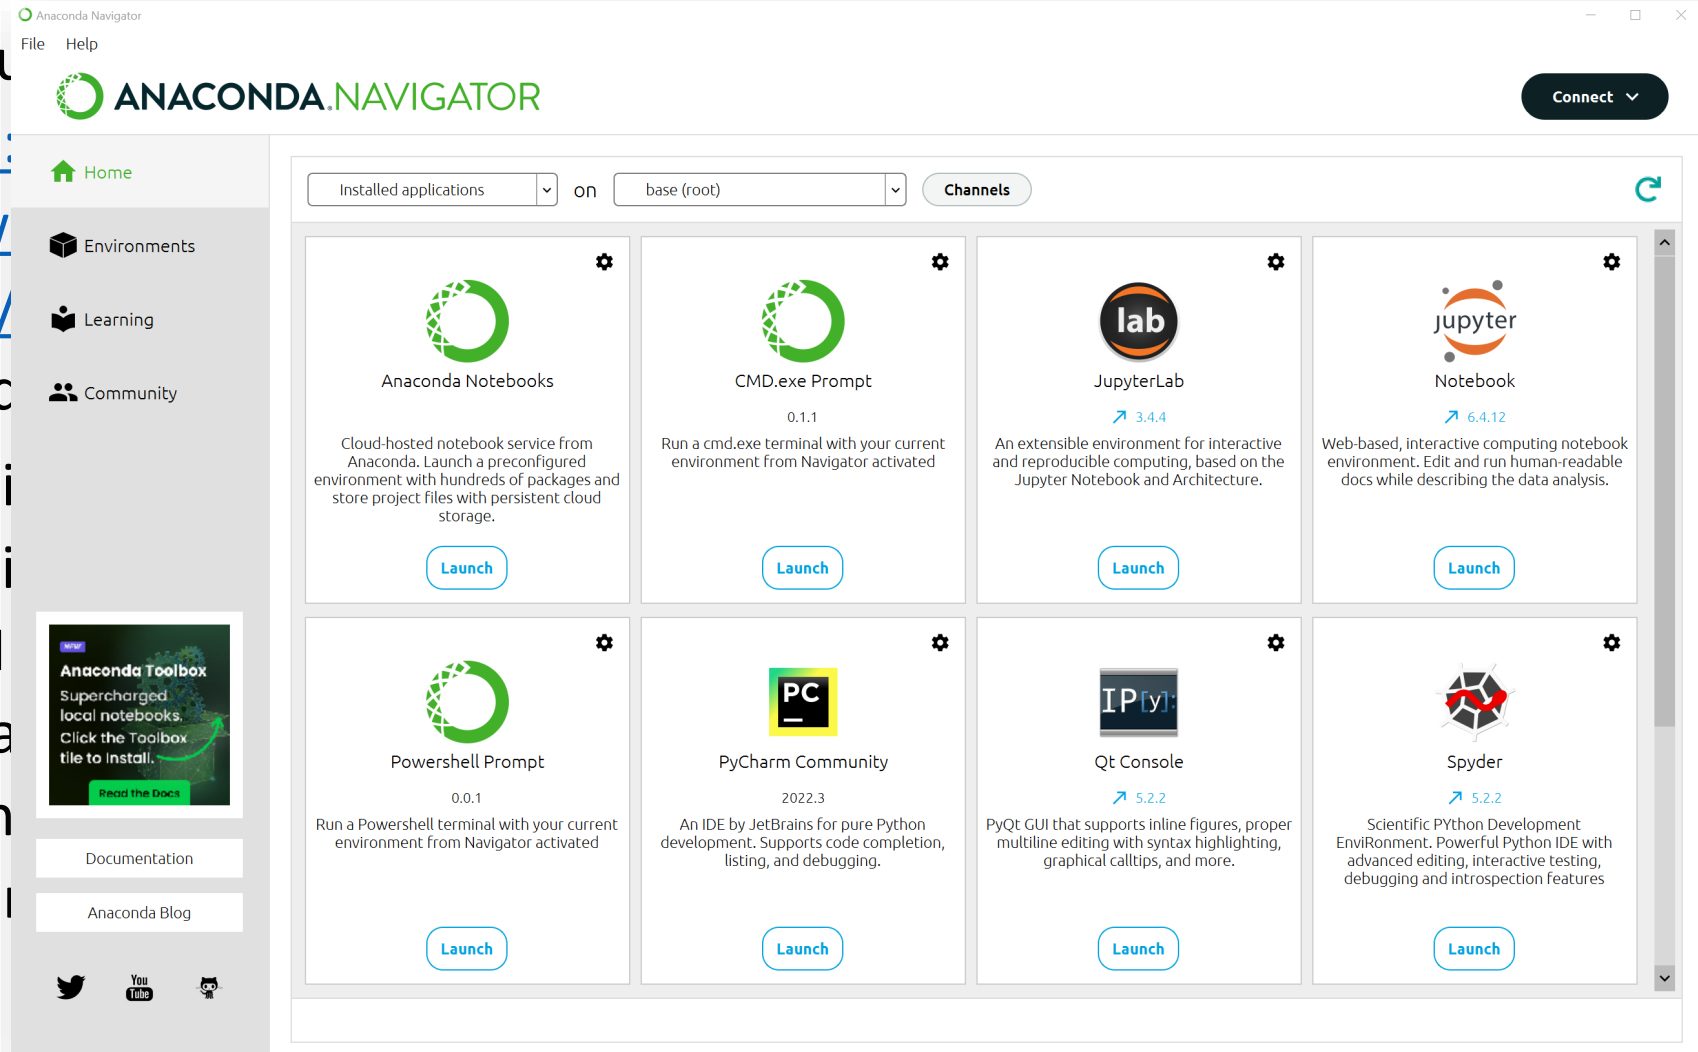 Anaconda Navigator
File Help
ANACONDA.NAVIGATOR
Connect
Home
Environments
Learning
Community
Installed applications on base (root) Channels
Anaconda Notebooks
Cloud-hosted notebook service from
Anaconda. Launch a preconfigured
environment with hundreds of packages and
store project files with persistent cloud
storage.
Launch
CMD.exe Prompt
0.1.1
Run a cmd.exe terminal with your current
environment from Navigator activated
Launch
lab
JupyterLab
3.4.4
An extensible environment for interactive
and reproducible computing, based on the
Jupyter Notebook and Architecture.
Launch
jupyter
Notebook
6.4.12
Web-based, interactive computing notebook
environment. Edit and run human-readable
docs while describing the data analysis.
Launch
Powershell Prompt
0.0.1
Run a Powershell terminal with your current
environment from Navigator activated
Launch
PC
PyCharm Community
2022.3
An IDE by JetBrains for pure Python
development. Supports code completion,
listing, and debugging.
Launch
IP[y]:
Qt Console
5.2.2
PyQt GUI that supports inline figures, proper
multiline editing with syntax highlighting,
graphical calltips, and more.
Launch
Spyder
5.2.2
Scientific PYthon Development
EnviRonment. Powerful Python IDE with
advanced editing, interactive testing,
debugging and introspection features
Launch
NEW
Anaconda Toolbox
Supercharged
local notebooks.
Click the Toolbox
tile to Install.
Read the Docs
Documentation
Anaconda Blog
You
Tube